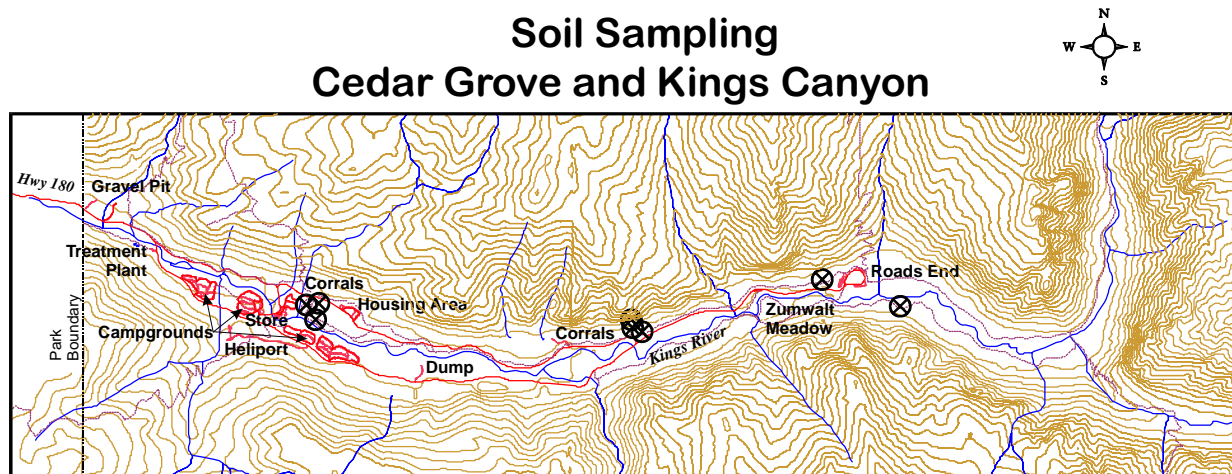 Soil Sampling
Cedar Grove and Kings Canyon
N
W E
S
Hwy 180
Gravel Pit
Treatment
Plant
Corrals
Housing Area
Roads End
Campgrounds
Store
Heliport
Corrals
Kings River
Zumwalt
Meadow
Dump
Park
Boundary